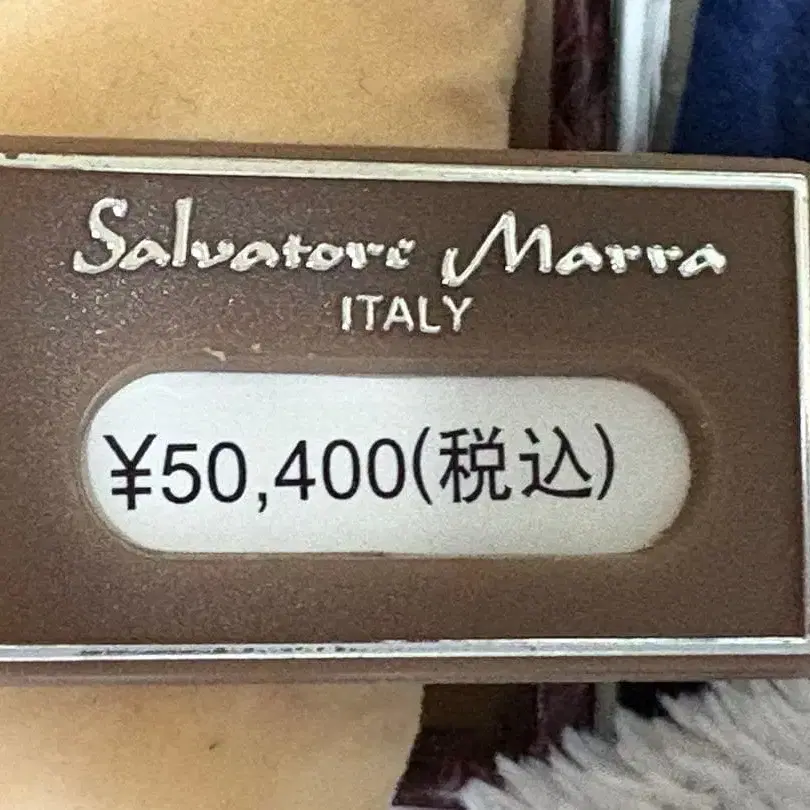 Salvatore Marra
ITALY
¥50,400(税込)